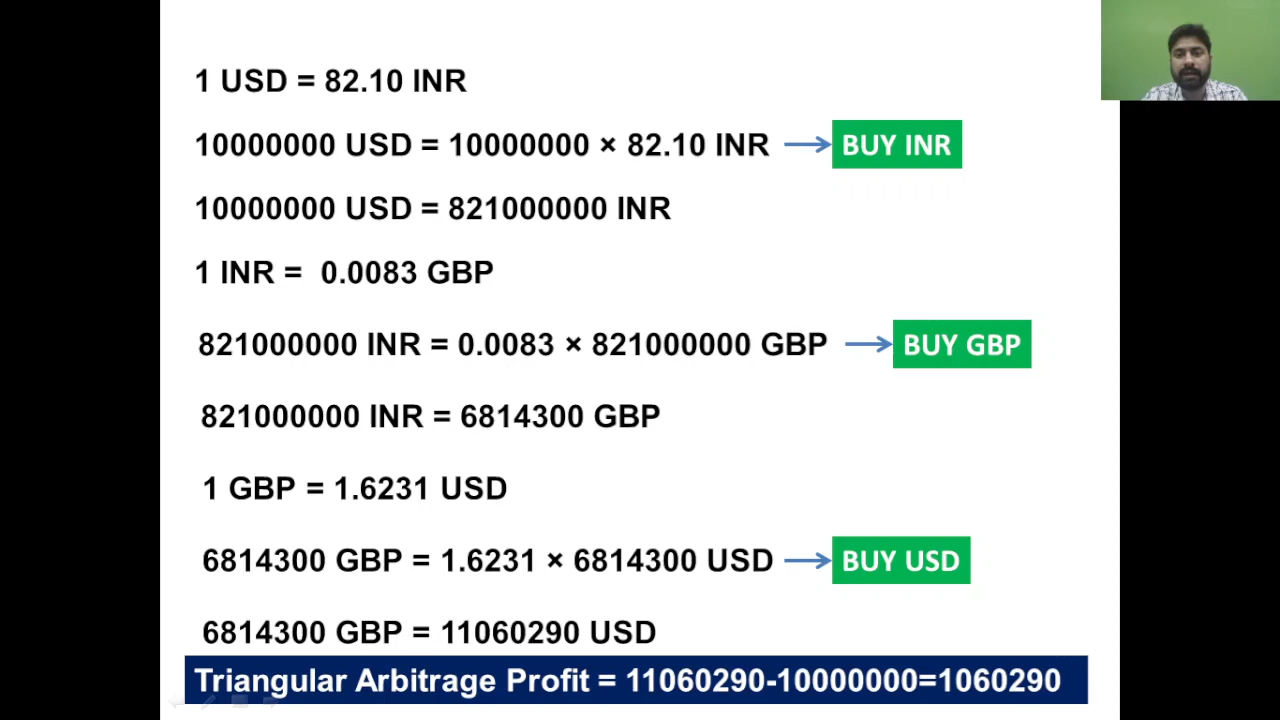 1 USD = 82.10 INR
10000000 USD = 10000000 × 82.10 INR BUY INR
10000000 USD = 821000000 INR
1 INR = 0.0083 GBP
821000000 INR = 0.0083 × 821000000 GBP BUY GBP
821000000 INR = 6814300 GBP
1 GBP = 1.6231 USD
6814300 GBP = 1.6231 × 6814300 USD BUY USD
6814300 GBP = 11060290 USD
Triangular Arbitrage Profit = 11060290-10000000=1060290